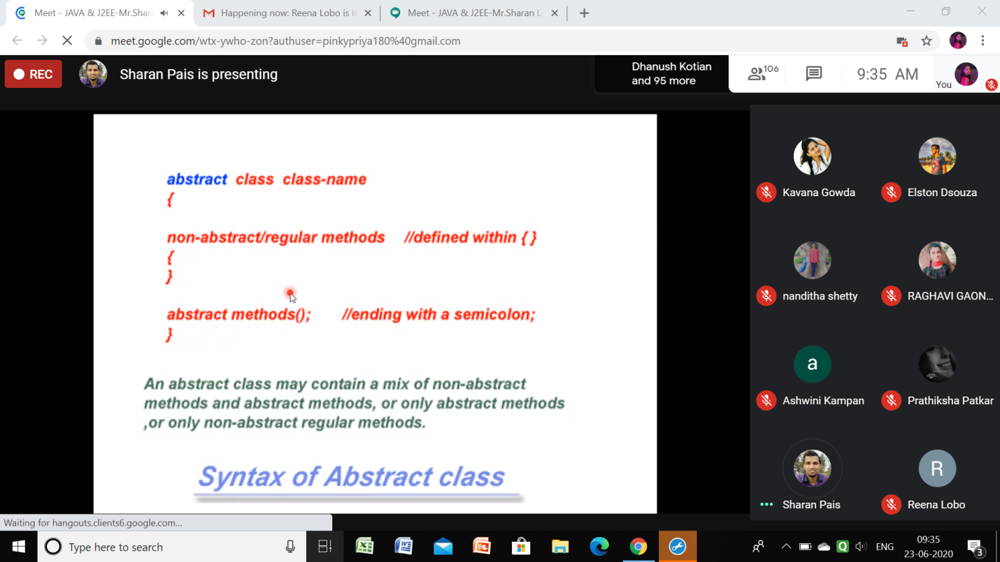 Meet - JAVA & J2EE-Mr.Shara
Happening now: Reena Lobo is in
Meet - JAVA & J2EE-Mr.Sharan L
meet.google.com/wtx-ywho-zon?authuser=pinkypriya180%40gmail.com
REC
Sharan Pais is presenting
Dhanush Kotian
and 95 more
106
9:35 AM
You
abstract class class-name
{
non-abstract/regular methods //defined within { }
{
}
abstract methods(); //ending with a semicolon;
}
An abstract class may contain a mix of non-abstract
methods and abstract methods, or only abstract methods
,or only non-abstract regular methods.
Syntax of Abstract class
Kavana Gowda
Elston Dsouza
nanditha shetty
RAGHAVI GAON...
a
Ashwini Kampan
Prathiksha Patkar
Sharan Pais
R
Reena Lobo
Waiting for hangouts.clients6.google.com...
Type here to search
ENG
09:35
23-06-2020
3